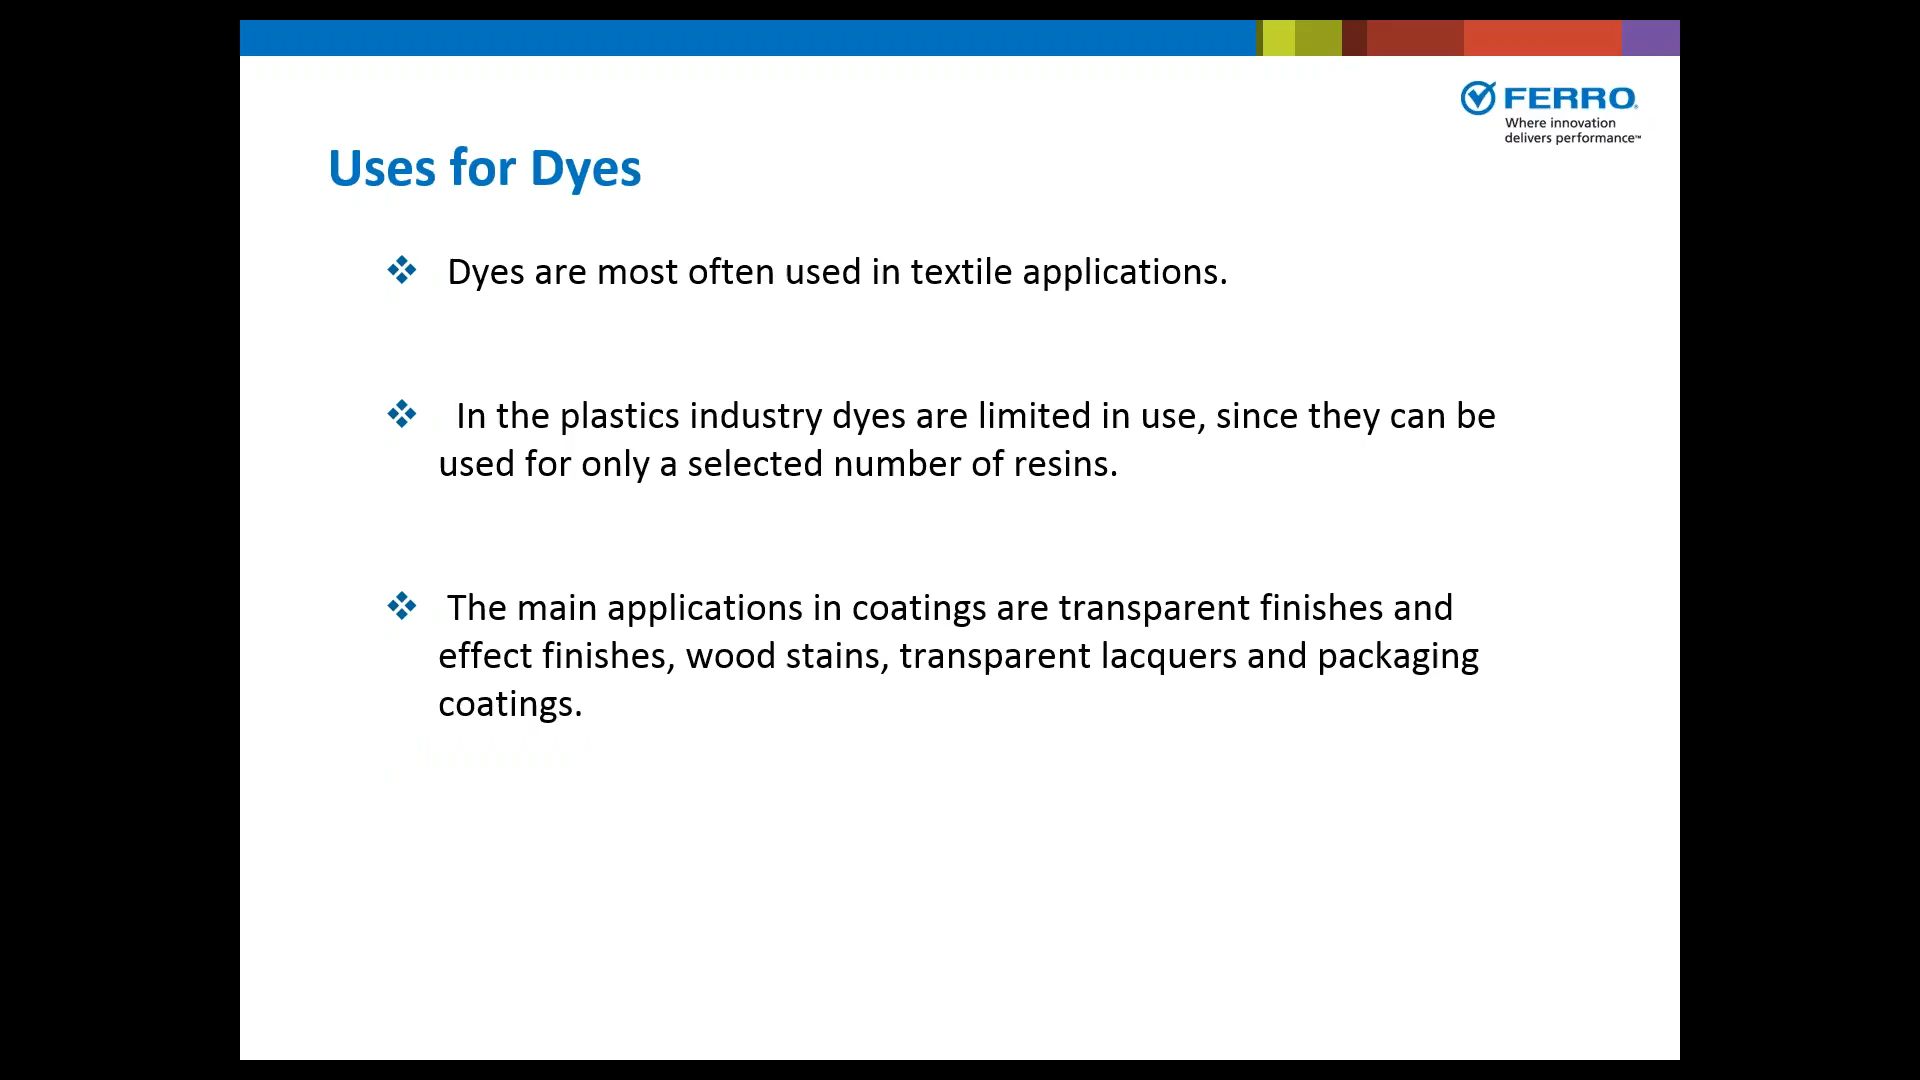 FERRO
Where innovation
delivers performance™
Uses for Dyes
❖ Dyes are most often used in textile applications.
❖ In the plastics industry dyes are limited in use, since they can be
used for only a selected number of resins.
❖ The main applications in coatings are transparent finishes and
effect finishes, wood stains, transparent lacquers and packaging
coatings.